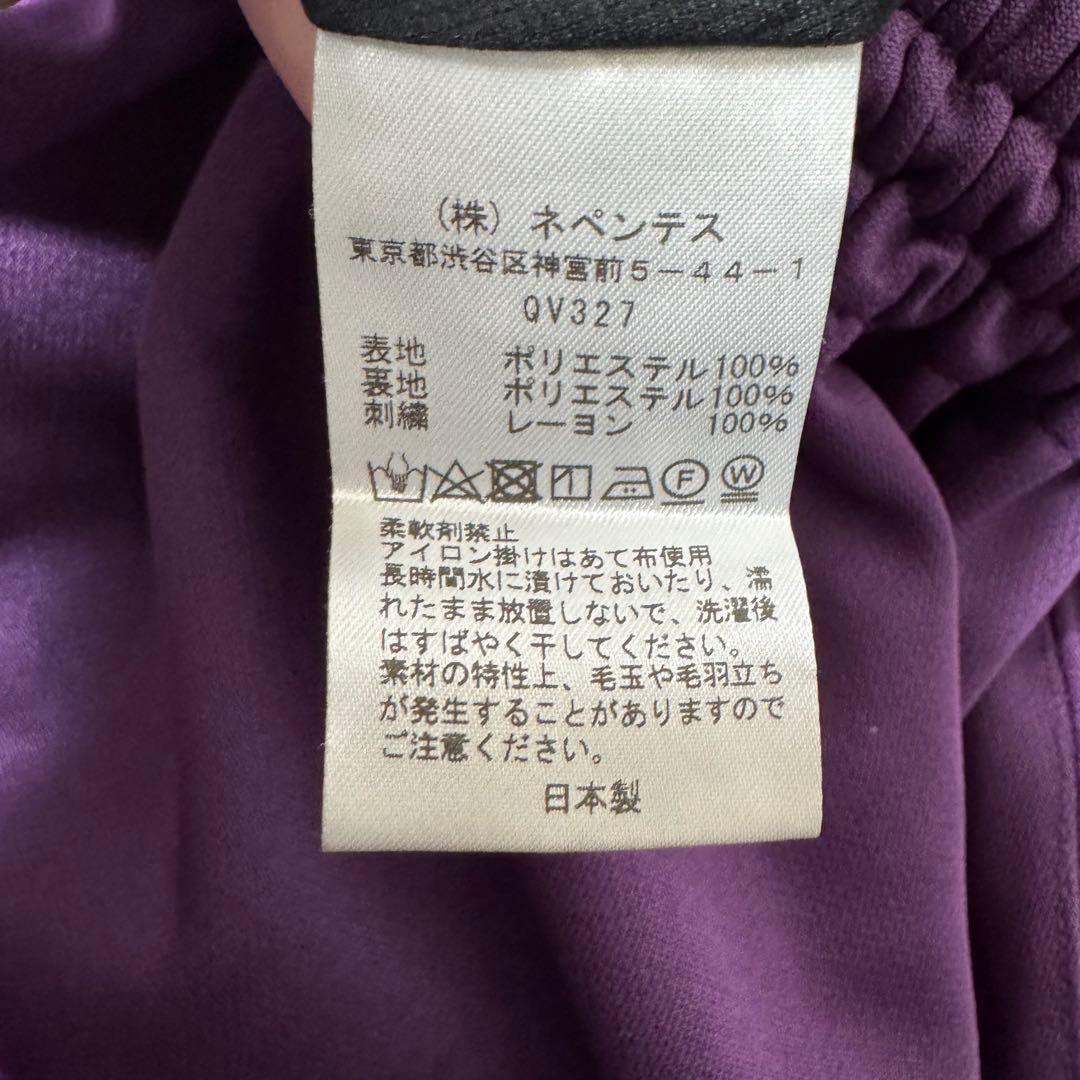 (株) ネペンテス
東京都渋谷区神宮前5-44-1
QV327
表地 ポリエステル100%
裏地 ポリエステル100%
刺繍 レーヨン 100%
F W
柔軟剤禁止
アイロン掛けはあて布使用
長時間水に漬けておいたり、濡
れたまま放置しないで、洗濯後
はすばやく干してください。
素材の特性上、毛玉や毛羽立ち
が発生することがありますので
ご注意ください。
日本製